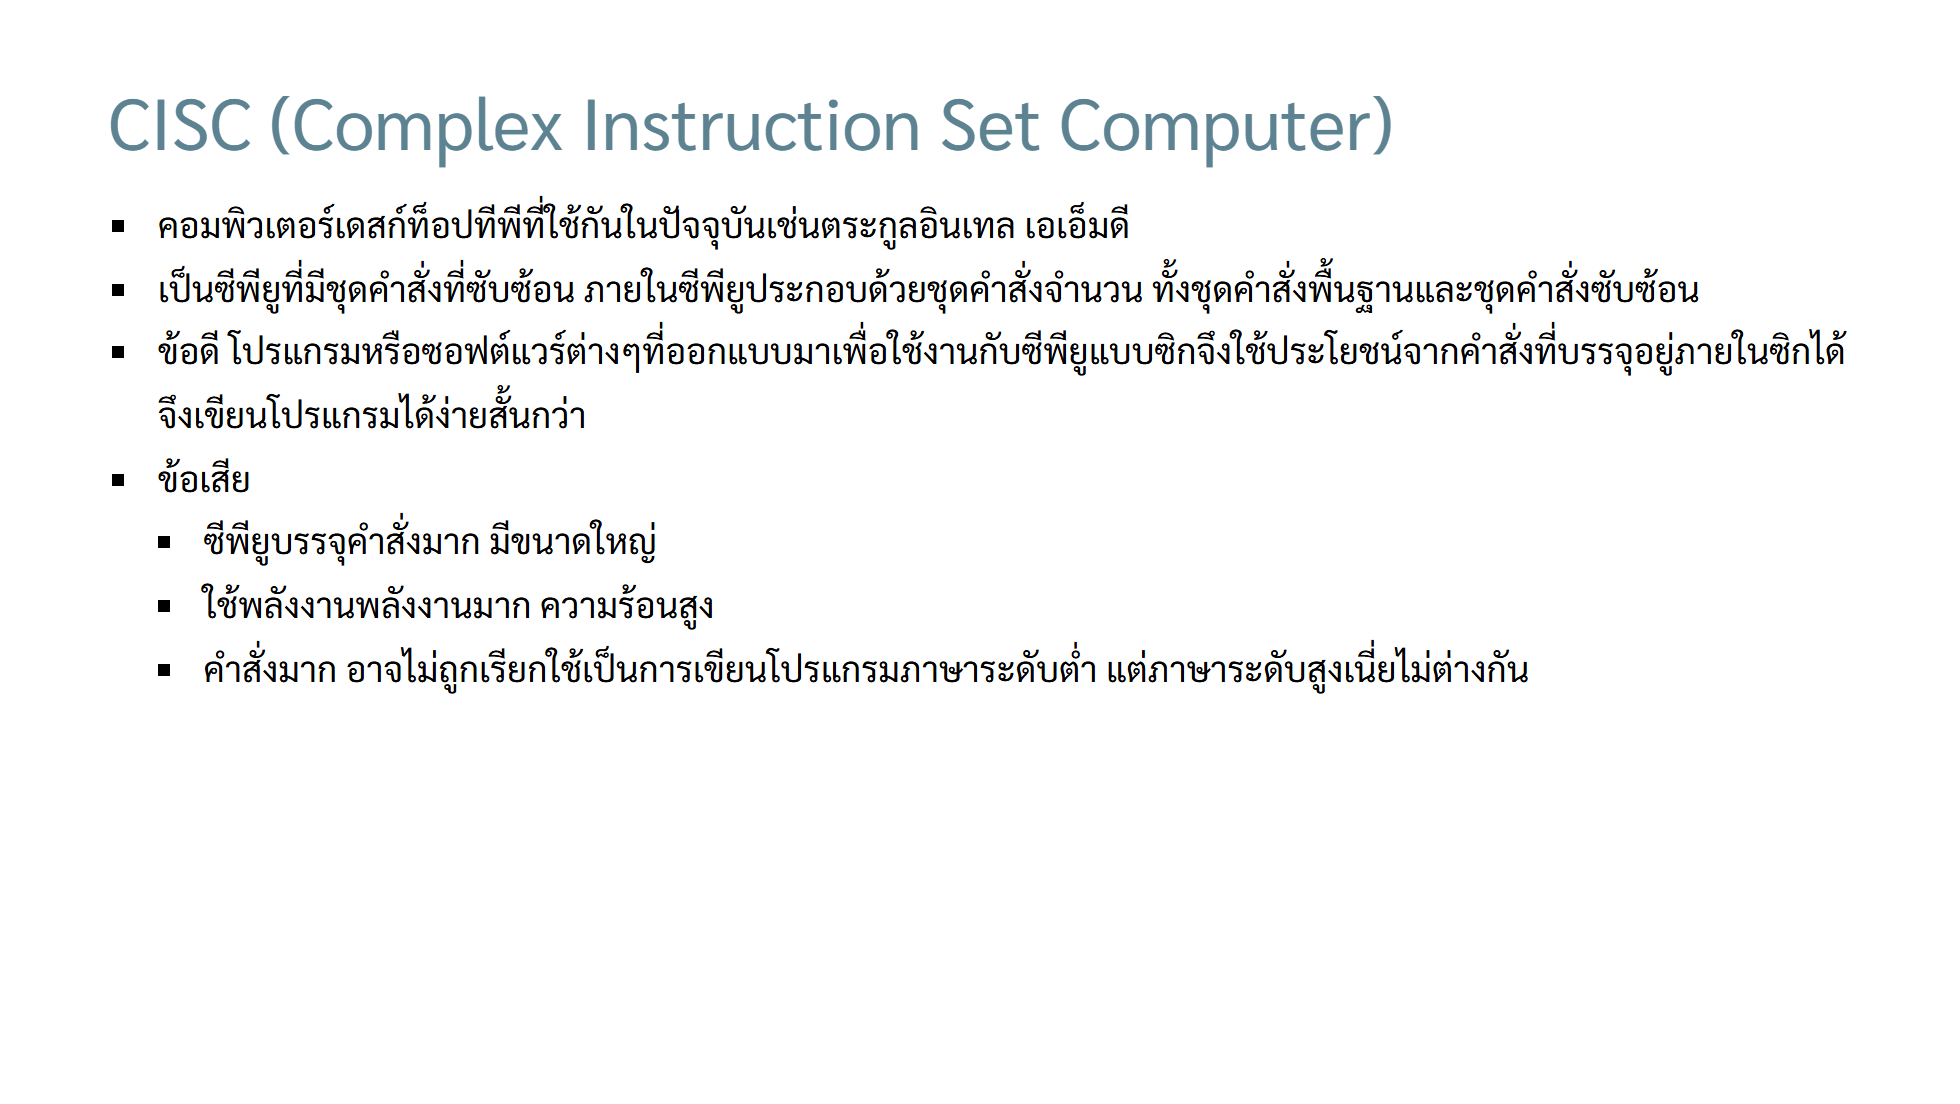 CISC (Complex Instruction Set Computer)
▪ คอมพิวเตอร์เดสก์ท็อปทีพีที่ใช้กันในปัจจุบันเช่นตระกูลอินเทล เอเอ็มดี
▪ เป็นซีพียูที่มีชุดคำสั่งที่ซับซ้อน ภายในซีพียูประกอบด้วยชุดคำสั่งจำนวน ทั้งชุดคำสั่งพื้นฐานและชุดคำสั่งซับซ้อน
▪ ข้อดี โปรแกรมหรือซอฟต์แวร์ต่างๆที่ออกแบบมาเพื่อใช้งานกับซีพียูแบบซิกจึงใช้ประโยชน์จากคำสั่งที่บรรจุอยู่ภายในซิกได้
จึงเขียนโปรแกรมได้ง่ายสั้นกว่า
▪ ข้อเสีย
▪ ซีพียูบรรจุคำสั่งมาก มีขนาดใหญ่
▪ ใช้พลังงานพลังงานมาก ความร้อนสูง
▪ คำสั่งมาก อาจไม่ถูกเรียกใช้เป็นการเขียนโปรแกรมภาษาระดับต่ำ แต่ภาษาระดับสูงเนี่ยไม่ต่างกัน